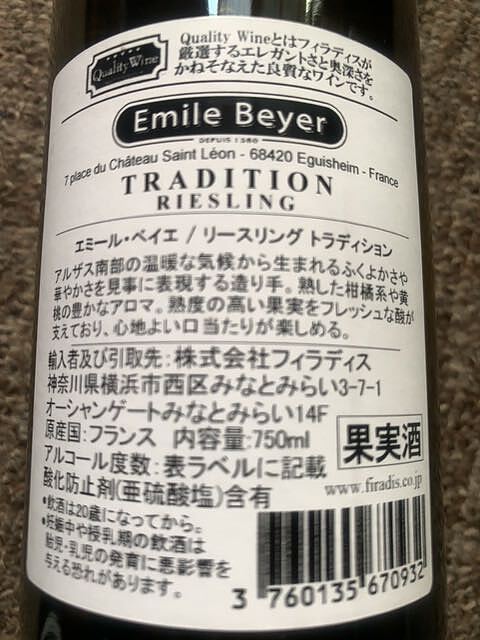 Quality Wine
Quality Wineとはフィラディスが
厳選するエレガントさと奥深さを
かねそなえた良質なワインです。
Emile Beyer
DEPUIS 1580
7 place du Château Saint Léon - 68420 Eguisheim - France
TRADITION
RIESLING
エミール・ベイエ / リースリング トラディション
アルザス南部の温暖な気候から生まれるふくよかさや
華やかさを見事に表現する造り手。熟した柑橘系や黄
桃の豊かなアロマ。熟度の高い果実をフレッシュな酸が
支えており、心地よい口当たりが楽しめる。
輸入者及び引取先：株式会社フィラディス
神奈川県横浜市西区みなとみらい3-7-1
オーシャンゲートみなとみらい14F
原産国：フランス 内容量：750ml
アルコール度数：表ラベルに記載
酸化防止剤(亜硫酸塩)含有
果実酒
www.firadis.co.jp
•飲酒は20歳になってから。
•妊娠中や授乳期の飲酒は
胎児・乳児の発育に悪影響を
与える恐れがあります。
3 760135 670932